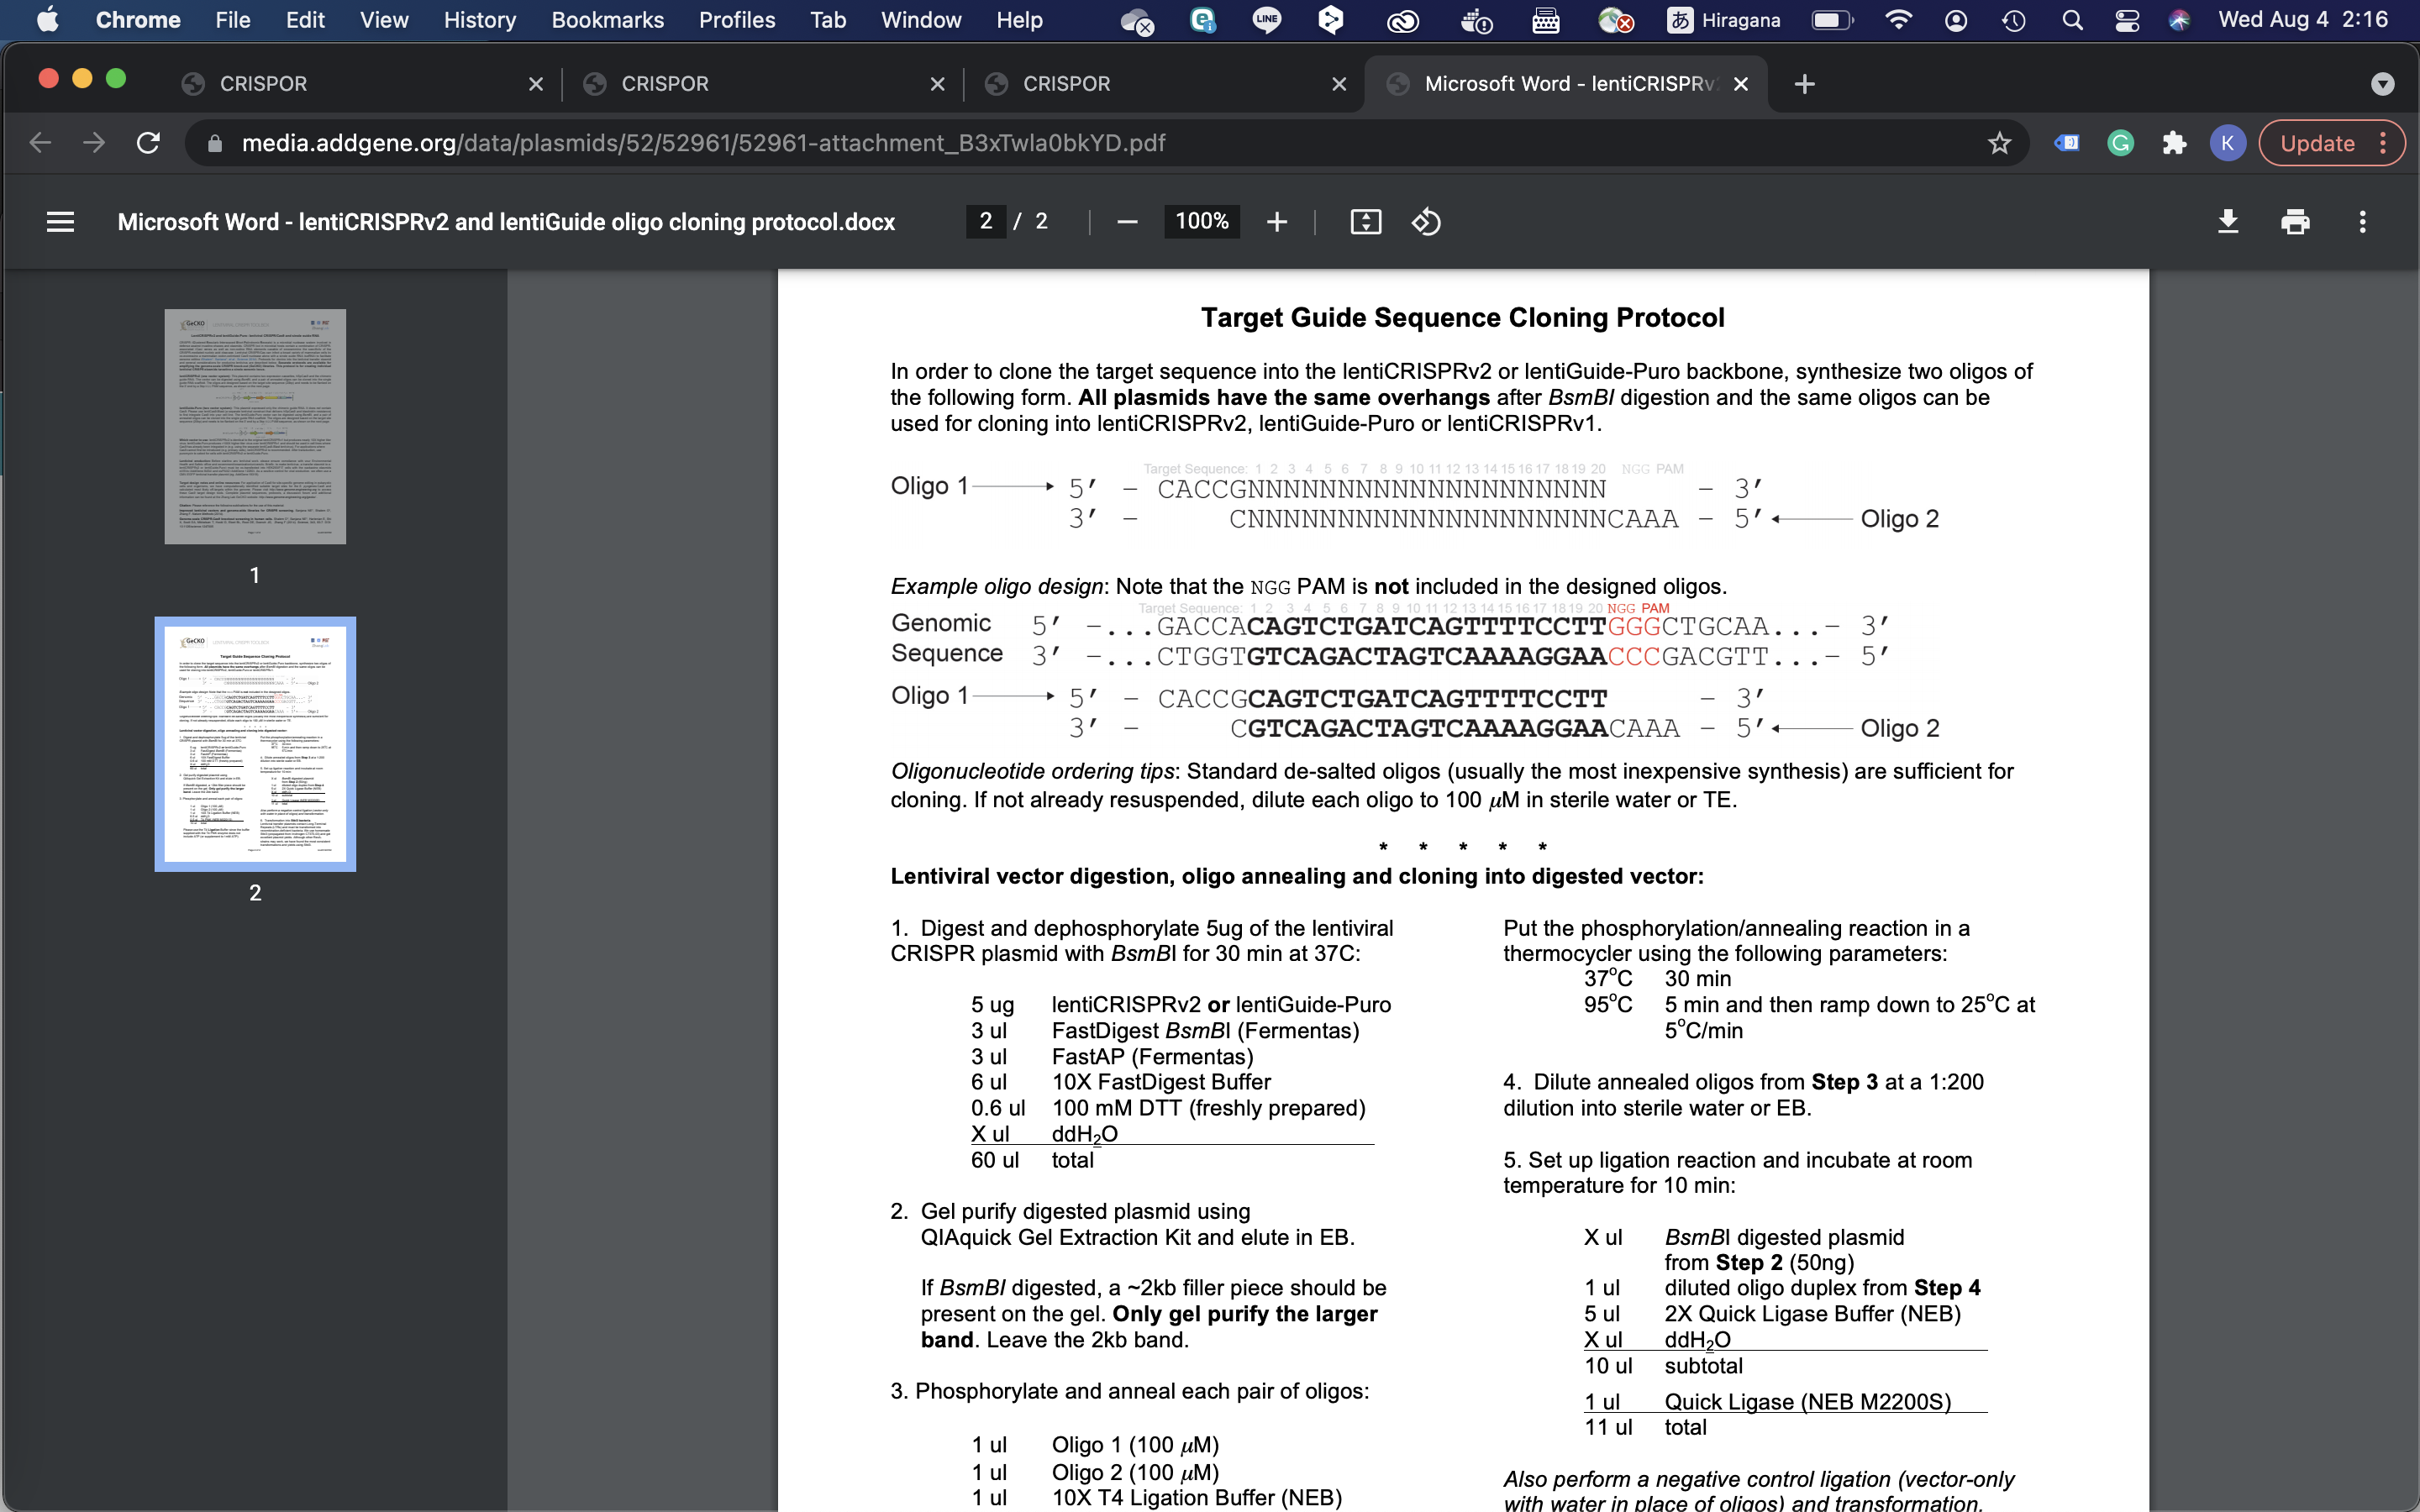 Chrome File Edit View History Bookmarks Profiles Tab Window Help LINE あ Hiragana Wed Aug 4 2:16
CRISPOR CRISPOR CRISPOR Microsoft Word - lentiCRISPRv
media.addgene.org/data/plasmids/52/52961/52961-attachment_B3xTwla0bkYD.pdf K Update
Microsoft Word - lentiCRISPRv2 and lentiGuide oligo cloning protocol.docx 2 / 2 100%
GeCKO
1
GeCKO
2
Target Guide Sequence Cloning Protocol
In order to clone the target sequence into the lentiCRISPRv2 or lentiGuide-Puro backbone, synthesize two oligos of
the following form. All plasmids have the same overhangs after BsmBI digestion and the same oligos can be
used for cloning into lentiCRISPRv2, lentiGuide-Puro or lentiCRISPRv1.
Target Sequence: 1 2 3 4 5 6 7 8 9 10 11 12 13 14 15 16 17 18 19 20 NGG PAM
Oligo 1 5′ – CACCGNNNNNNNNNNNNNNNNNNNN – 3′
3′ – CNNNNNNNNNNNNNNNNNNNNCAAA – 5′ Oligo 2
Example oligo design: Note that the NGG PAM is not included in the designed oligos.
Target Sequence: 1 2 3 4 5 6 7 8 9 10 11 12 13 14 15 16 17 18 19 20 NGG PAM
Genomic 5′ –...GACCACAGTCTGATCAGTTTTCCTTGGGCTGCAA...– 3′
Sequence 3′ –...CTGGTGTCAGACTAGTCAAAAGGAACCCGACGTT...– 5′
Oligo 1 5′ – CACCGCAGTCTGATCAGTTTTCCTT – 3′
3′ – CGTCAGACTAGTCAAAAGGAACAAA – 5′ Oligo 2
Oligonucleotide ordering tips: Standard de-salted oligos (usually the most inexpensive synthesis) are sufficient for
cloning. If not already resuspended, dilute each oligo to 100 µM in sterile water or TE.
* * * * *
Lentiviral vector digestion, oligo annealing and cloning into digested vector:
1. Digest and dephosphorylate 5ug of the lentiviral
CRISPR plasmid with BsmBI for 30 min at 37C:
5 ug lentiCRISPRv2 or lentiGuide-Puro
3 ul FastDigest BsmBI (Fermentas)
3 ul FastAP (Fermentas)
6 ul 10X FastDigest Buffer
0.6 ul 100 mM DTT (freshly prepared)
X ul ddH2O
60 ul total
2. Gel purify digested plasmid using
QIAquick Gel Extraction Kit and elute in EB.
If BsmBI digested, a ~2kb filler piece should be
present on the gel. Only gel purify the larger
band. Leave the 2kb band.
3. Phosphorylate and anneal each pair of oligos:
1 ul Oligo 1 (100 µM)
1 ul Oligo 2 (100 µM)
1 ul 10X T4 Ligation Buffer (NEB)
Put the phosphorylation/annealing reaction in a
thermocycler using the following parameters:
37°C 30 min
95°C 5 min and then ramp down to 25°C at
5°C/min
4. Dilute annealed oligos from Step 3 at a 1:200
dilution into sterile water or EB.
5. Set up ligation reaction and incubate at room
temperature for 10 min:
X ul BsmBI digested plasmid
from Step 2 (50ng)
1 ul diluted oligo duplex from Step 4
5 ul 2X Quick Ligase Buffer (NEB)
X ul ddH2O
10 ul subtotal
1 ul Quick Ligase (NEB M2200S)
11 ul total
Also perform a negative control ligation (vector-only
with water in place of oligos) and transformation.